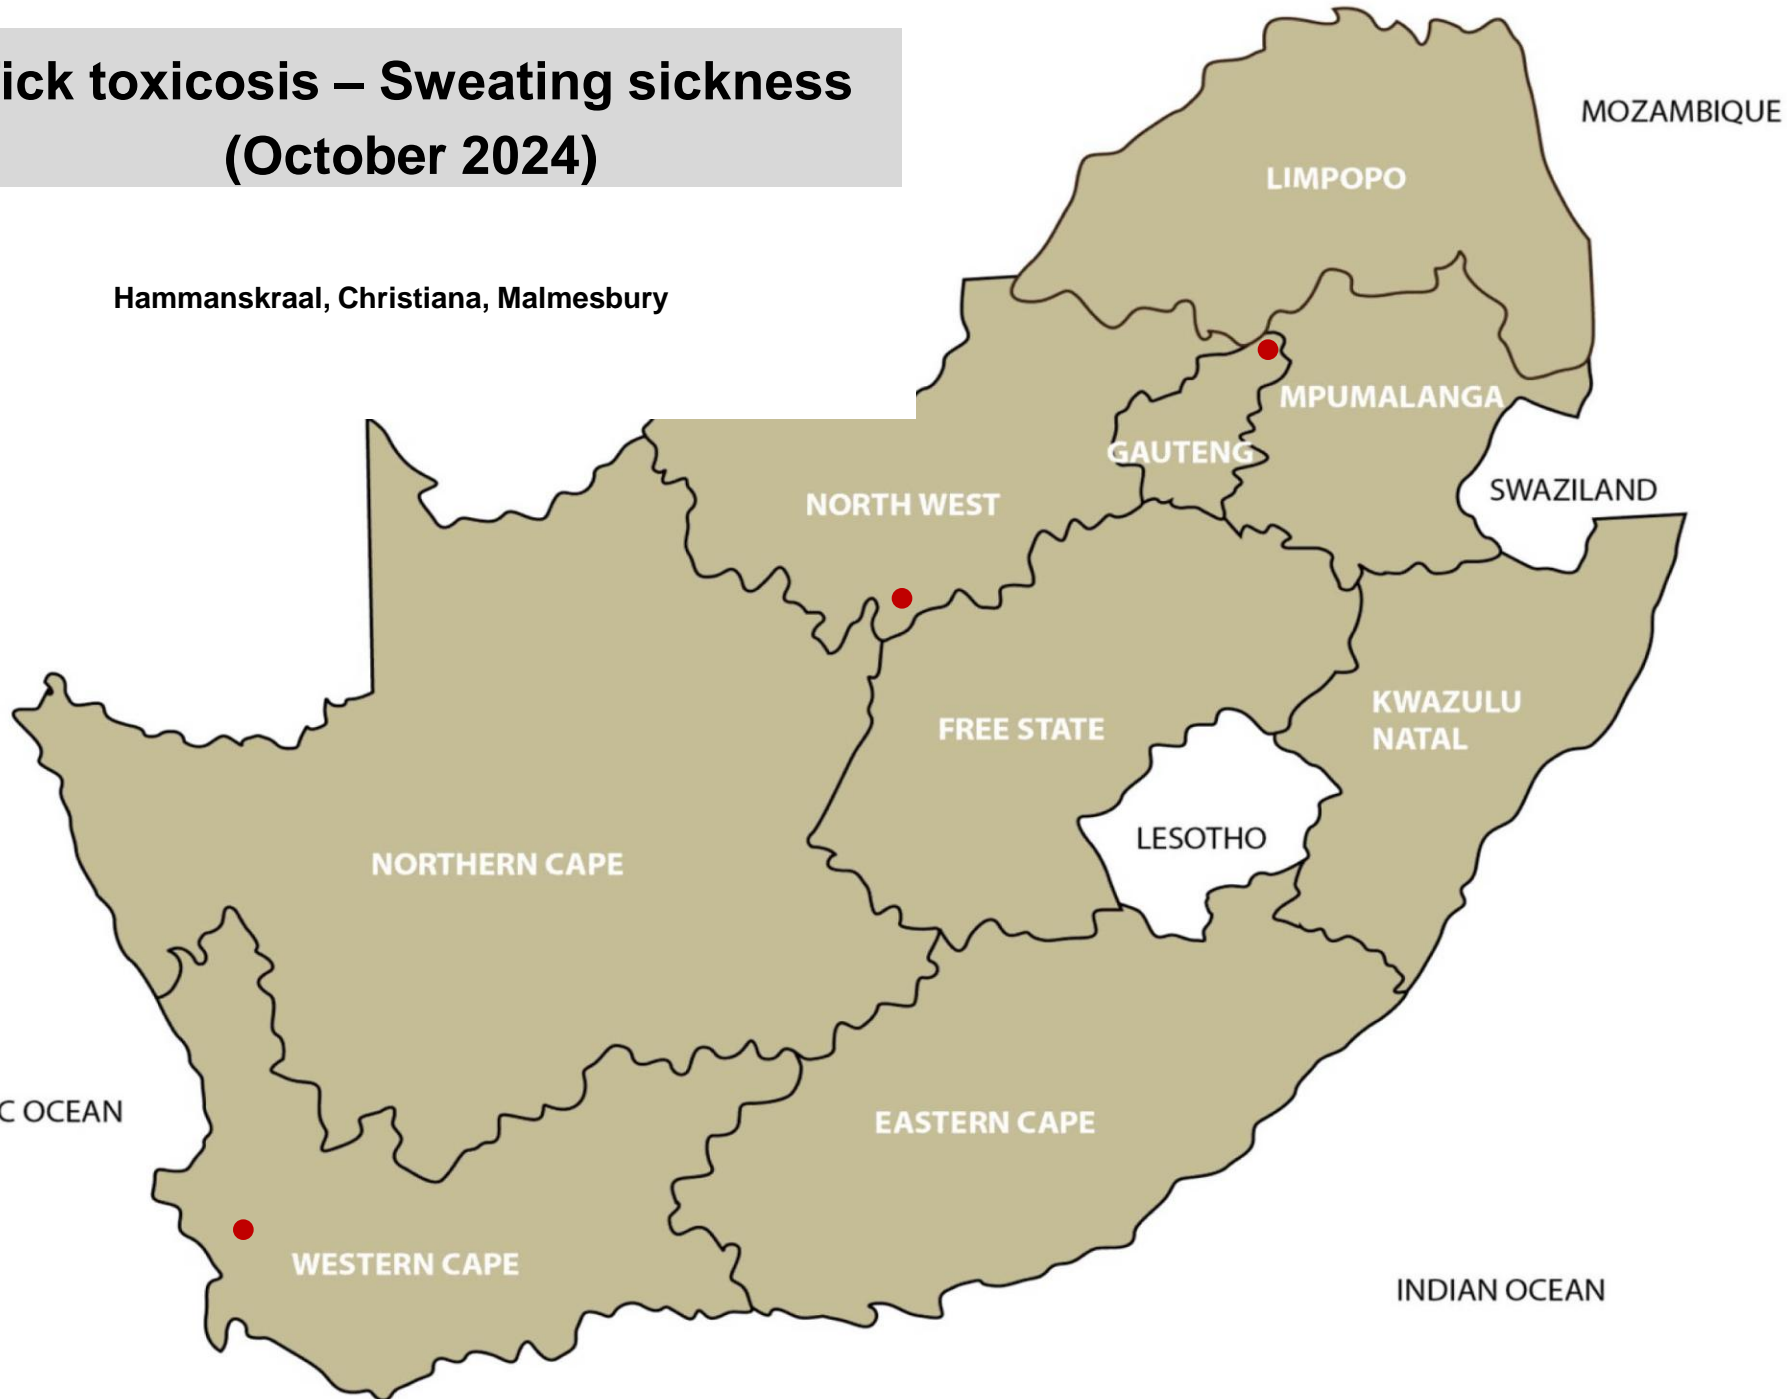 ick toxicosis – Sweating sickness
(October 2024)
Hammanskraal, Christiana, Malmesbury
MOZAMBIQUE
LIMPOPO
MPUMALANGA
GAUTENG
NORTH WEST
SWAZILAND
KWAZULU
NATAL
FREE STATE
LESOTHO
NORTHERN CAPE
C OCEAN
EASTERN CAPE
WESTERN CAPE
INDIAN OCEAN